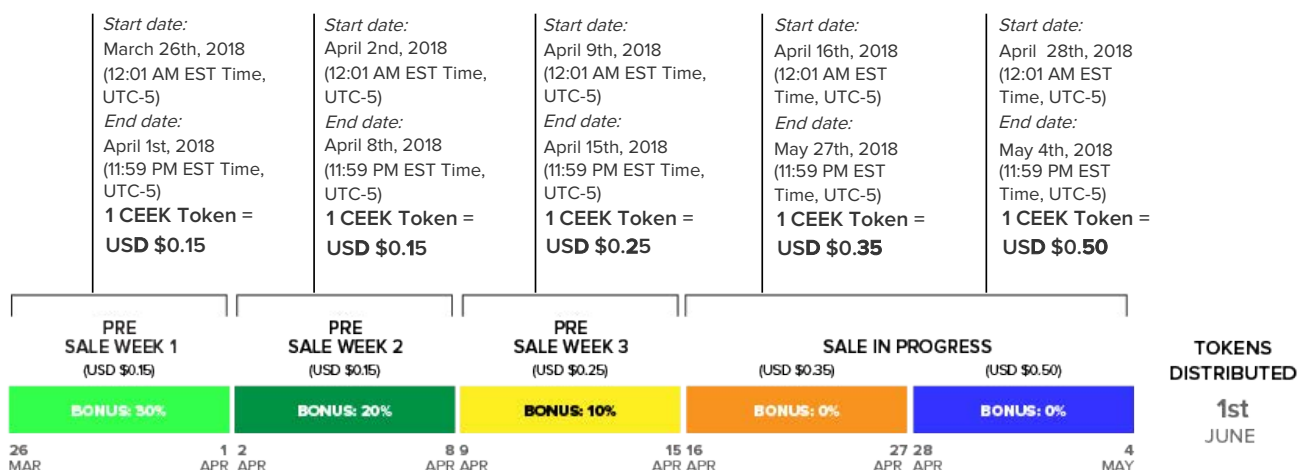 Start date:
March 26th, 2018
(12:01 AM EST Time,
UTC-5)
End date:
April 1st, 2018
(11:59 PM EST Time,
UTC-5)
1 CEEK Token =
USD $0.15
Start date:
April 2nd, 2018
(12:01 AM EST Time,
UTC-5)
End date:
April 8th, 2018
(11:59 PM EST Time,
UTC-5)
1 CEEK Token =
USD $0.15
Start date:
April 9th, 2018
(12:01 AM EST Time,
UTC-5)
End date:
April 15th, 2018
(11:59 PM EST Time,
UTC-5)
1 CEEK Token =
USD $0.25
Start date:
April 16th, 2018
(12:01 AM EST
Time, UTC-5)
End date:
May 27th, 2018
(11:59 PM EST
Time, UTC-5)
1 CEEK Token =
USD $0.35
Start date:
April 28th, 2018
(12:01 AM EST
Time, UTC-5)
End date:
May 4th, 2018
(11:59 PM EST
Time, UTC-5)
1 CEEK Token =
USD $0.50
PRE
SALE WEEK 1
(USD $0.15)
BONUS: 30%
26 MAR
1 APR
PRE
SALE WEEK 2
(USD $0.15)
BONUS: 20%
2 APR
8 APR
PRE
SALE WEEK 3
(USD $0.25)
BONUS: 10%
9 APR
15 APR
SALE IN PROGRESS
(USD $0.35)
BONUS: 0%
16 APR
27 APR
(USD $0.50)
BONUS: 0%
28 APR
4 MAY
TOKENS
DISTRIBUTED
1st
JUNE